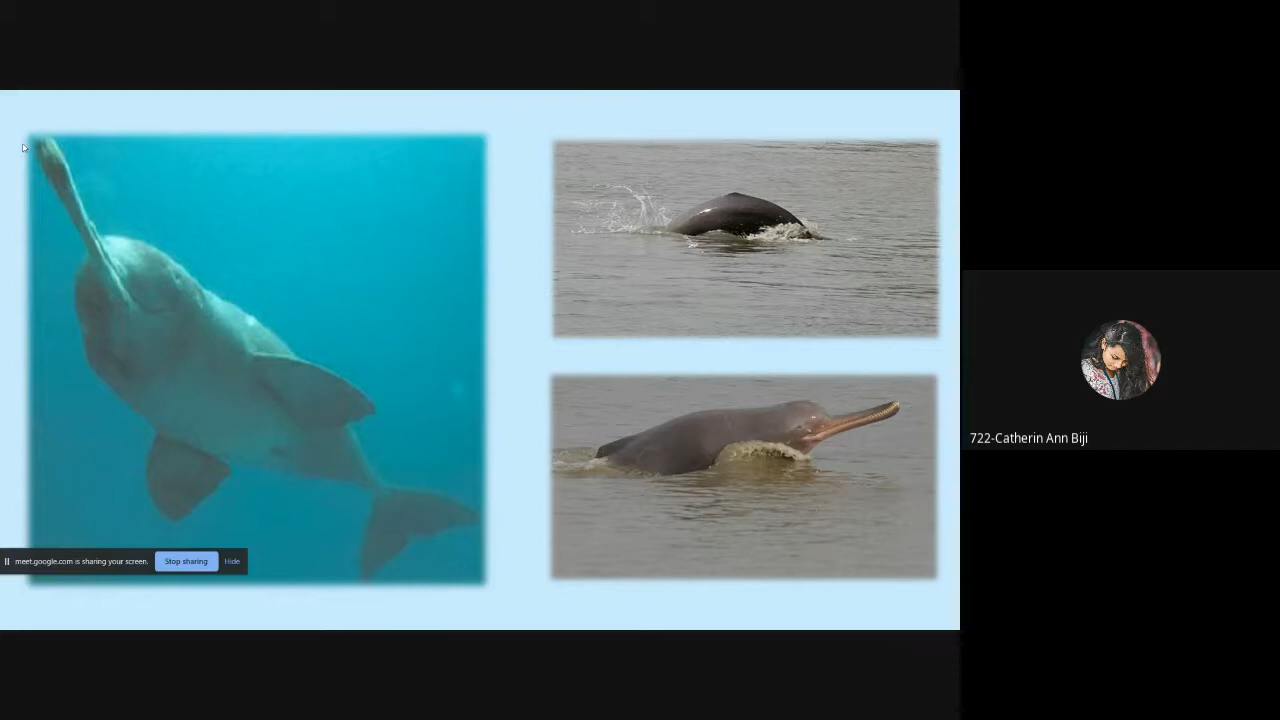 meet.google.com is sharing your screen. Stop sharing Hide
722-Catherin Ann Biji